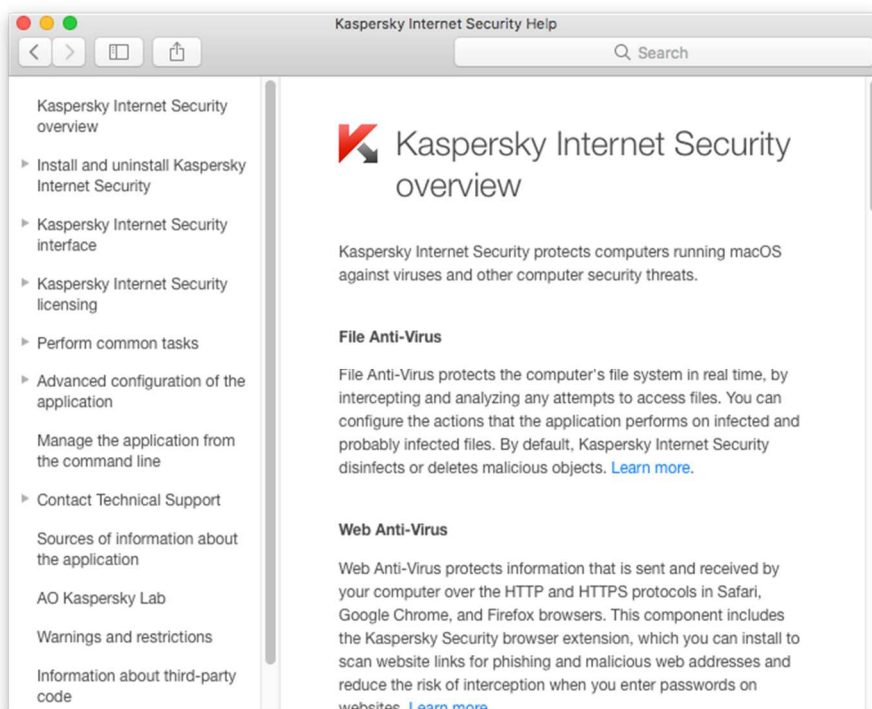 Kaspersky Internet Security Help
Search
Kaspersky Internet Security
overview
Install and uninstall Kaspersky
Internet Security
Kaspersky Internet Security
interface
Kaspersky Internet Security
licensing
Perform common tasks
Advanced configuration of the
application
Manage the application from
the command line
Contact Technical Support
Sources of information about
the application
AO Kaspersky Lab
Warnings and restrictions
Information about third-party
code
Kaspersky Internet Security
overview
Kaspersky Internet Security protects computers running macOS
against viruses and other computer security threats.
File Anti-Virus
File Anti-Virus protects the computer's file system in real time, by
intercepting and analyzing any attempts to access files. You can
configure the actions that the application performs on infected and
probably infected files. By default, Kaspersky Internet Security
disinfects or deletes malicious objects. Learn more.
Web Anti-Virus
Web Anti-Virus protects information that is sent and received by
your computer over the HTTP and HTTPS protocols in Safari,
Google Chrome, and Firefox browsers. This component includes
the Kaspersky Security browser extension, which you can install to
scan website links for phishing and malicious web addresses and
reduce the risk of interception when you enter passwords on
websites. Learn more